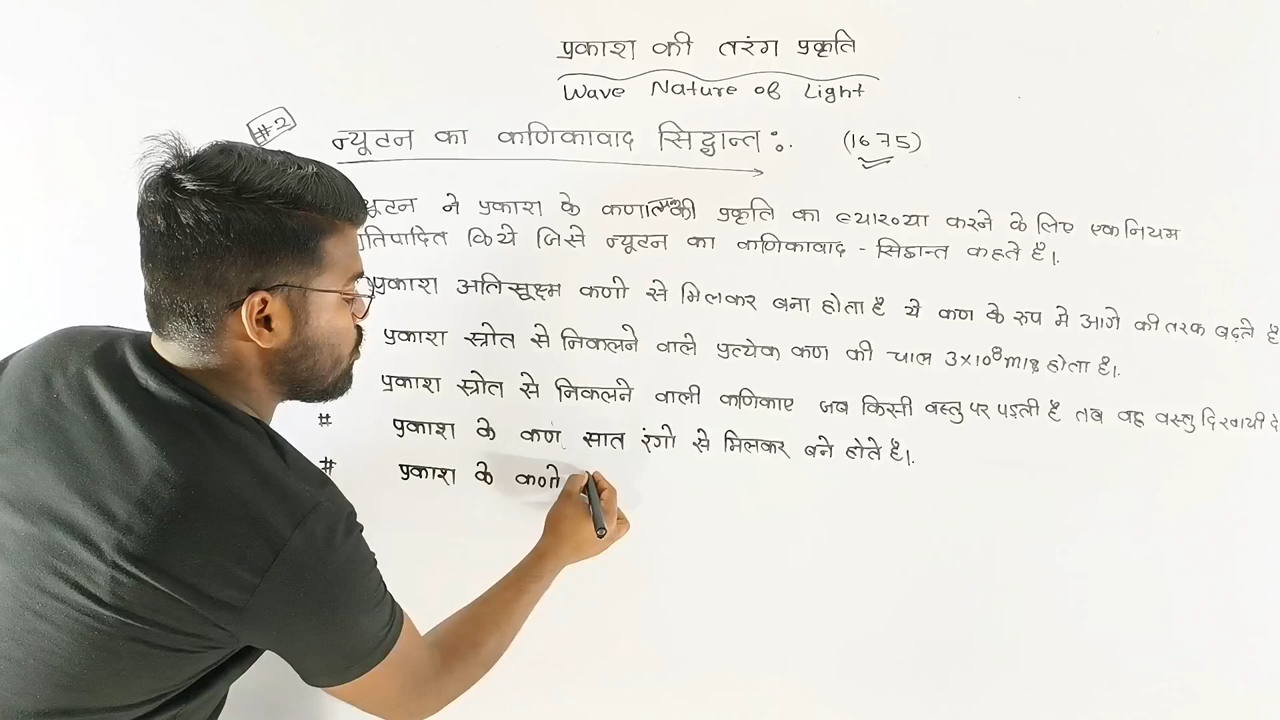 प्रकाश की तरंग प्रकृति
Wave Nature of Light
#2
न्यूटन का कणिकावाद सिद्धान्त :. (1675)
न्यूटन ने प्रकाश के कणात्मक की प्रकृति का व्याख्या करने के लिए एक नियम
तिपादित किये जिसे न्यूटन का कणिकावाद - सिद्धान्त कहते है।.
प्रकाश अतिसूक्ष्म कणो से मिलकर बना होता है ये कण के रुप मे आगे की तरफ बढ़ते है
प्रकाश स्त्रोत से निकलने वाले प्रत्येक कण की चाल 3×10⁸m/s होता है।.
प्रकाश स्त्रोत से निकलने वाली कणिकाए जब किसी वस्तु पर पड़ती है तब वह वस्तु दिखायी दे
# प्रकाश के कण सात रंगो से मिलकर बने होते है।.
# प्रकाश के कणो